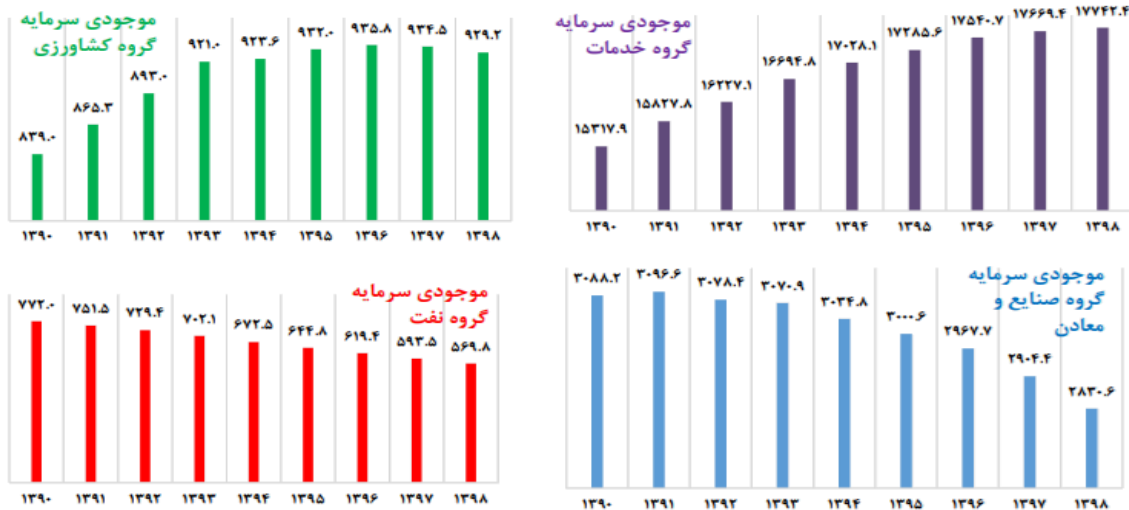 موجودی سرمایه
گروه کشاورزی
۸۳۹.۰ ۸۶۵.۳ ۸۹۳.۰ ۹۲۱.۰ ۹۲۳.۶ ۹۳۲.۰ ۹۳۵.۸ ۹۳۴.۵ ۹۲۹.۲
۱۳۹۰ ۱۳۹۱ ۱۳۹۲ ۱۳۹۳ ۱۳۹۴ ۱۳۹۵ ۱۳۹۶ ۱۳۹۷ ۱۳۹۸
موجودی سرمایه
گروه خدمات
۱۵۳۱۷.۹ ۱۵۸۲۷.۸ ۱۶۲۲۷.۱ ۱۶۶۹۴.۸ ۱۷۰۲۸.۱ ۱۷۲۸۵.۶ ۱۷۵۴۰.۷ ۱۷۶۶۹.۴ ۱۷۷۴۲.۴
۱۳۹۰ ۱۳۹۱ ۱۳۹۲ ۱۳۹۳ ۱۳۹۴ ۱۳۹۵ ۱۳۹۶ ۱۳۹۷ ۱۳۹۸
موجودی سرمایه
گروه نفت
۷۷۲.۰ ۷۵۱.۵ ۷۲۹.۴ ۷۰۲.۱ ۶۷۲.۵ ۶۴۴.۸ ۶۱۹.۴ ۵۹۳.۵ ۵۶۹.۸
۱۳۹۰ ۱۳۹۱ ۱۳۹۲ ۱۳۹۳ ۱۳۹۴ ۱۳۹۵ ۱۳۹۶ ۱۳۹۷ ۱۳۹۸
موجودی سرمایه
گروه صنایع و
معادن
۳۰۸۸.۲ ۳۰۹۶.۶ ۳۰۷۸.۴ ۳۰۷۰.۹ ۳۰۳۴.۸ ۳۰۰۰.۶ ۲۹۶۷.۷ ۲۹۰۴.۴ ۲۸۳۰.۶
۱۳۹۰ ۱۳۹۱ ۱۳۹۲ ۱۳۹۳ ۱۳۹۴ ۱۳۹۵ ۱۳۹۶ ۱۳۹۷ ۱۳۹۸